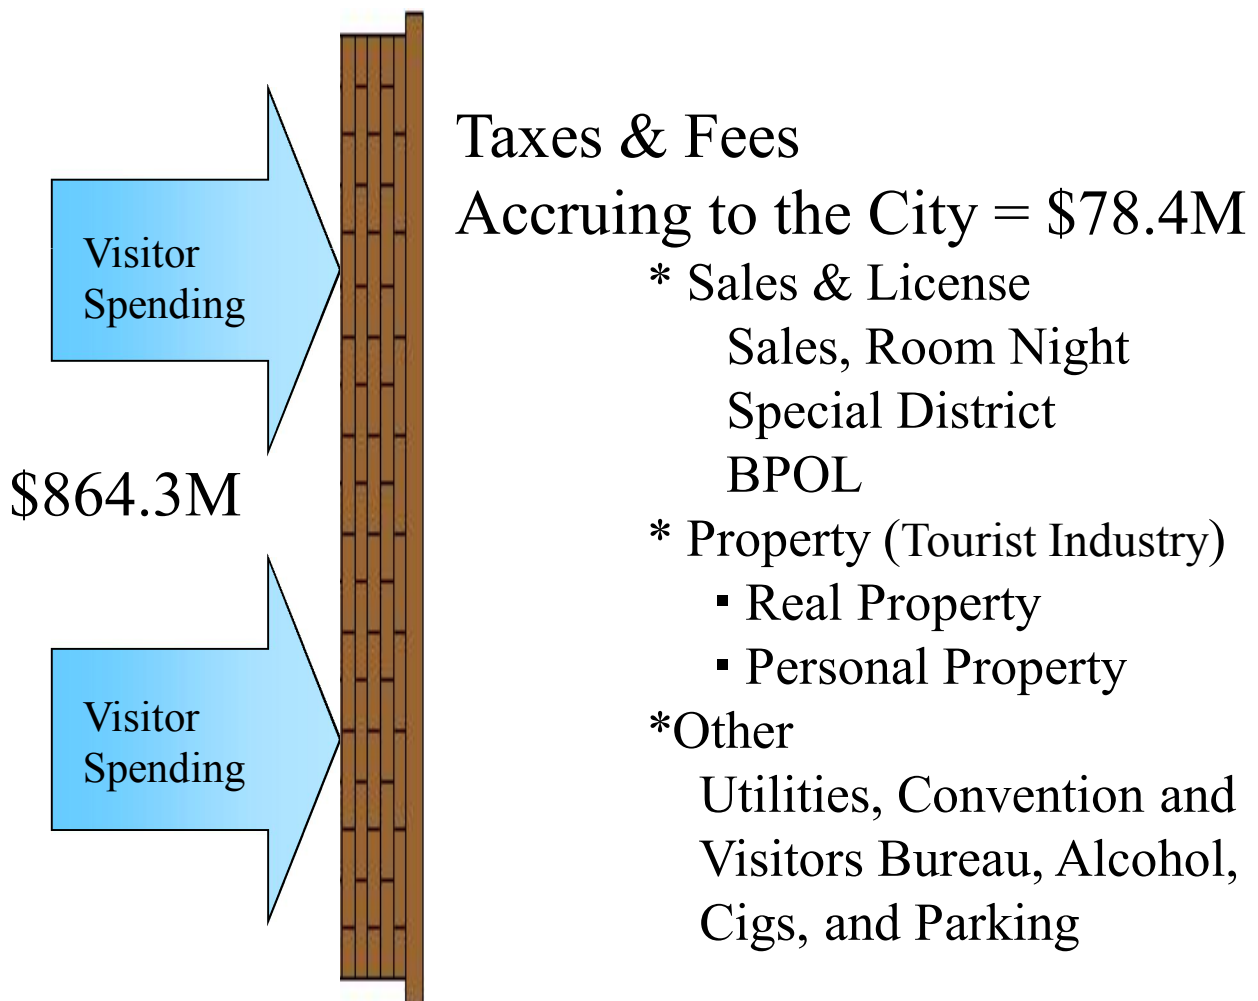 Visitor
Spending
$864.3M
Visitor
Spending
Taxes & Fees
Accruing to the City = $78.4M
* Sales & License
Sales, Room Night
Special District
BPOL
* Property (Tourist Industry)
▪ Real Property
▪ Personal Property
*Other
Utilities, Convention and
Visitors Bureau, Alcohol,
Cigs, and Parking